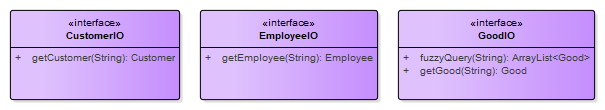 «interface»
CustomerIO
+ getCustomer(String): Customer
«interface»
EmployeeIO
+ getEmployee(String): Employee
«interface»
GoodIO
+ fuzzyQuery(String): ArrayList<Good>
+ getGood(String): Good